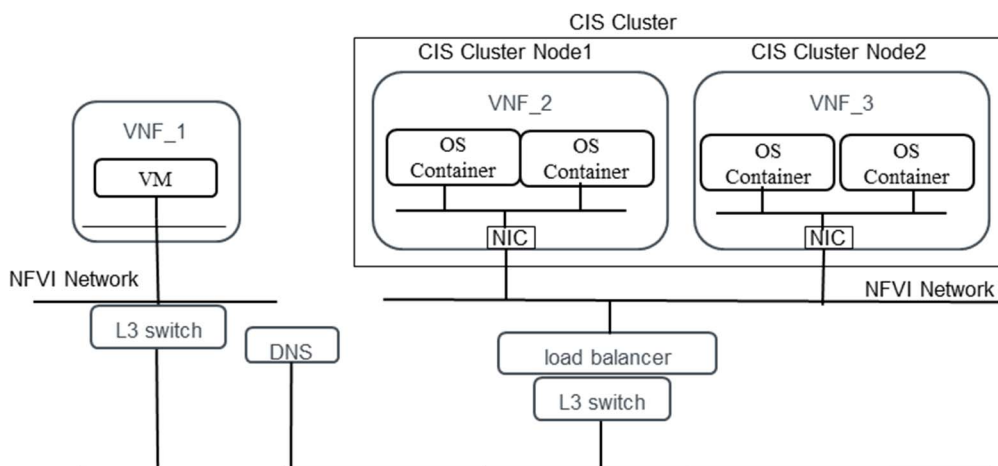 CIS Cluster
CIS Cluster Node1
CIS Cluster Node2
VNF_1
VM
VNF_2
OS
Container
OS
Container
NIC
VNF_3
OS
Container
OS
Container
NIC
NFVI Network
NFVI Network
L3 switch
DNS
load balancer
L3 switch